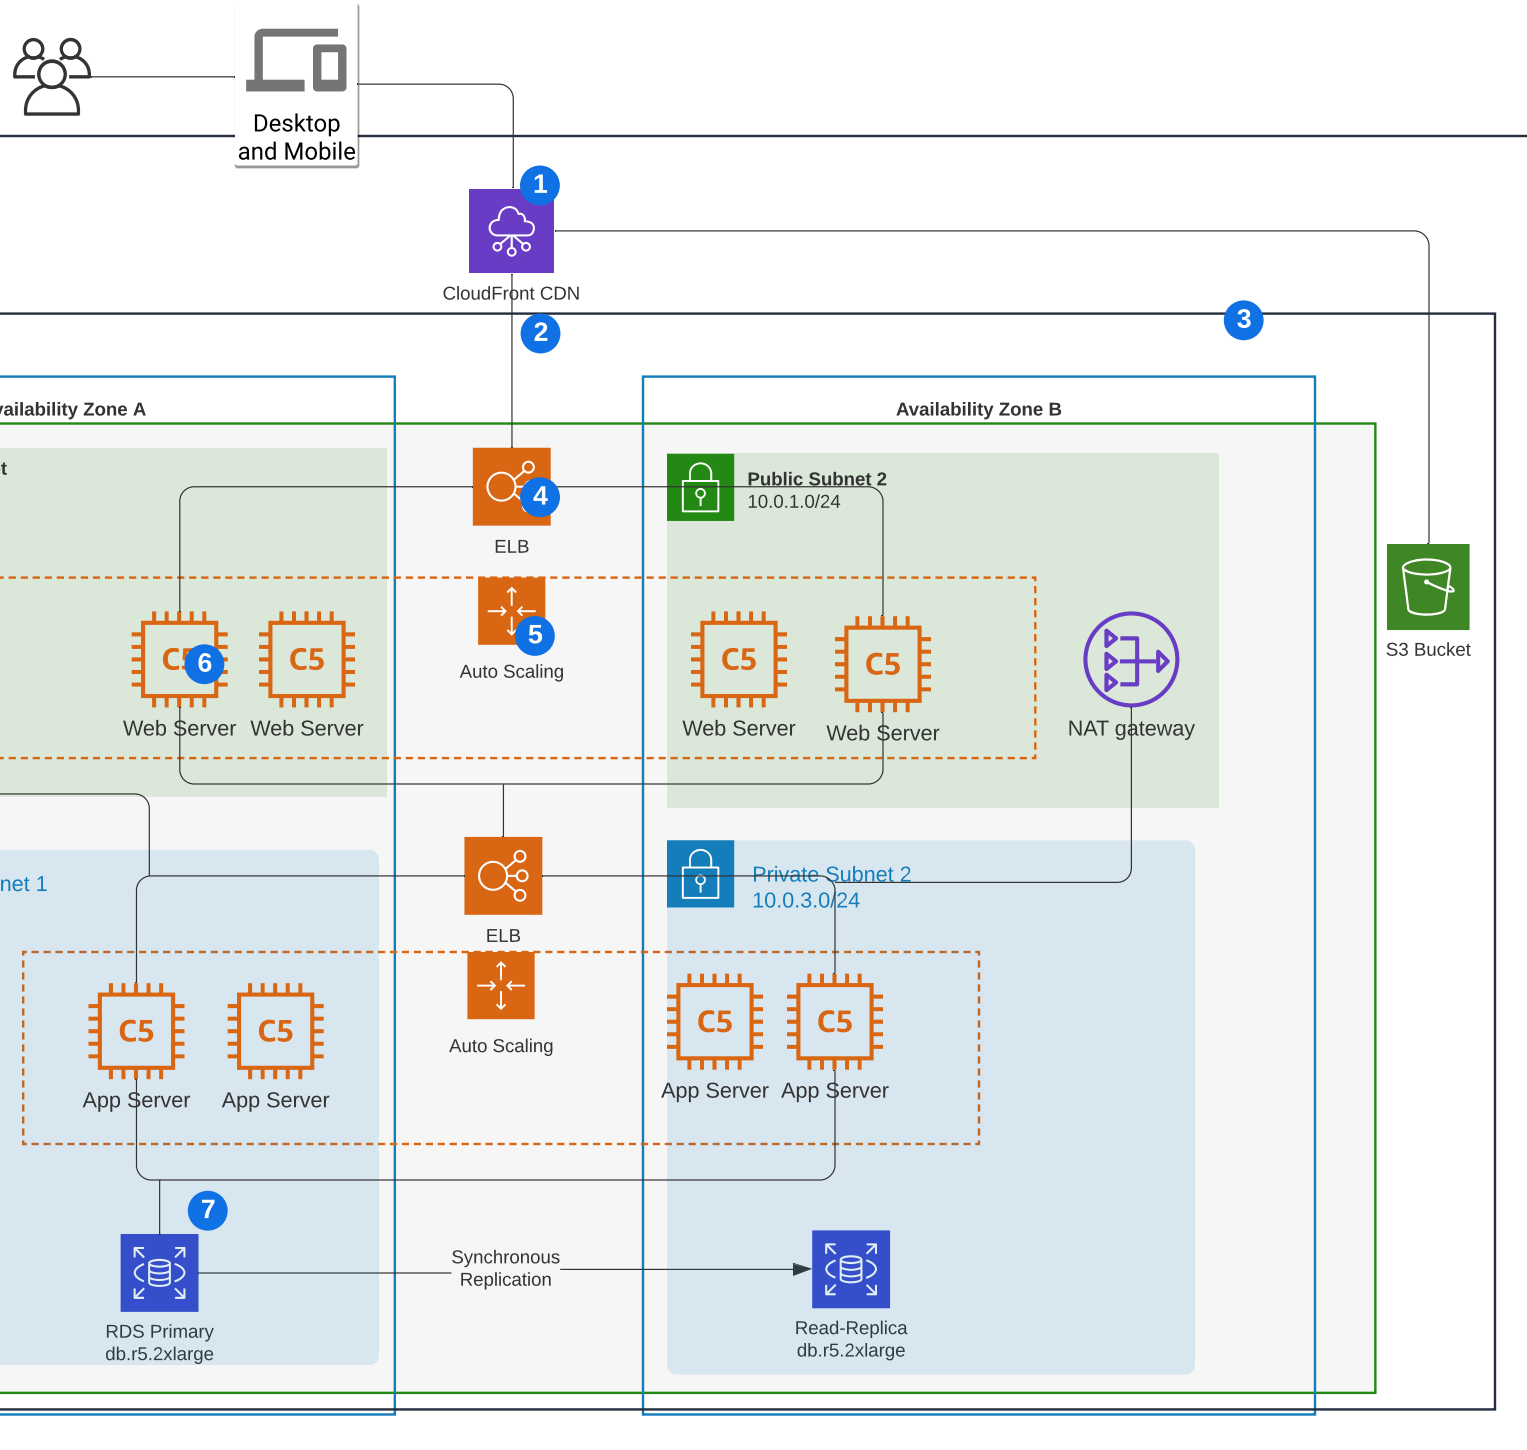 Desktop
and Mobile
1
CloudFront CDN
2
3
vailability Zone A
Availability Zone B
t
4
Public Subnet 2
10.0.1.0/24
ELB
5
Auto Scaling
C5
6
C5
C5
C5
S3 Bucket
Web Server
Web Server
Web Server
Web Server
NAT gateway
net 1
Private Subnet 2
10.0.3.0/24
ELB
C5
C5
C5
C5
Auto Scaling
App Server
App Server
App Server
App Server
7
Synchronous
Replication
RDS Primary
db.r5.2xlarge
Read-Replica
db.r5.2xlarge